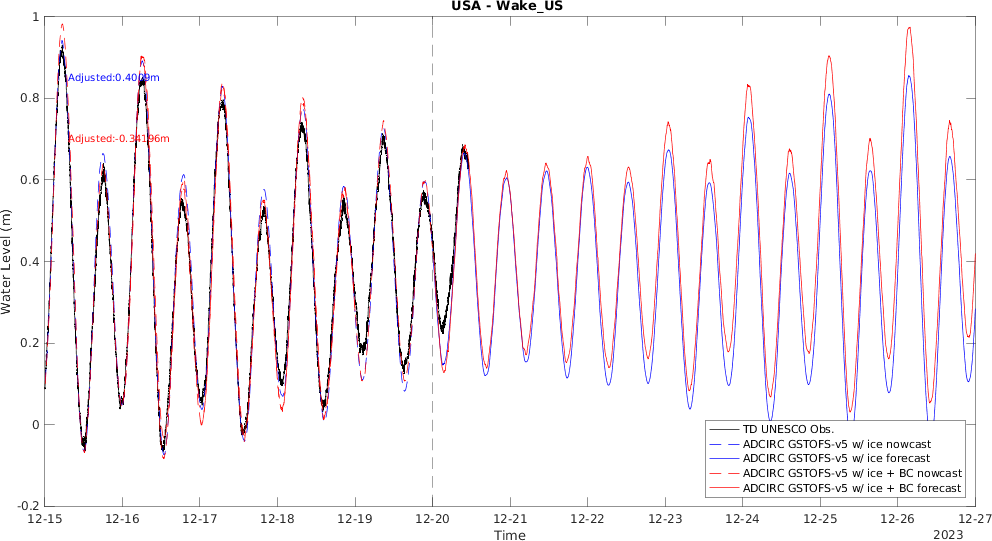 USA - Wake_US
Water Level (m)
1
0.8
0.6
0.4
0.2
0
-0.2
Adjusted:0.4009m
Adjusted:-0.34196m
TD UNESCO Obs.
ADCIRC GSTOFS-v5 w/ ice nowcast
ADCIRC GSTOFS-v5 w/ ice forecast
ADCIRC GSTOFS-v5 w/ ice + BC nowcast
ADCIRC GSTOFS-v5 w/ ice + BC forecast
12-15 12-16 12-17 12-18 12-19 12-20 12-21 12-22 12-23 12-24 12-25 12-26 12-27
Time
2023